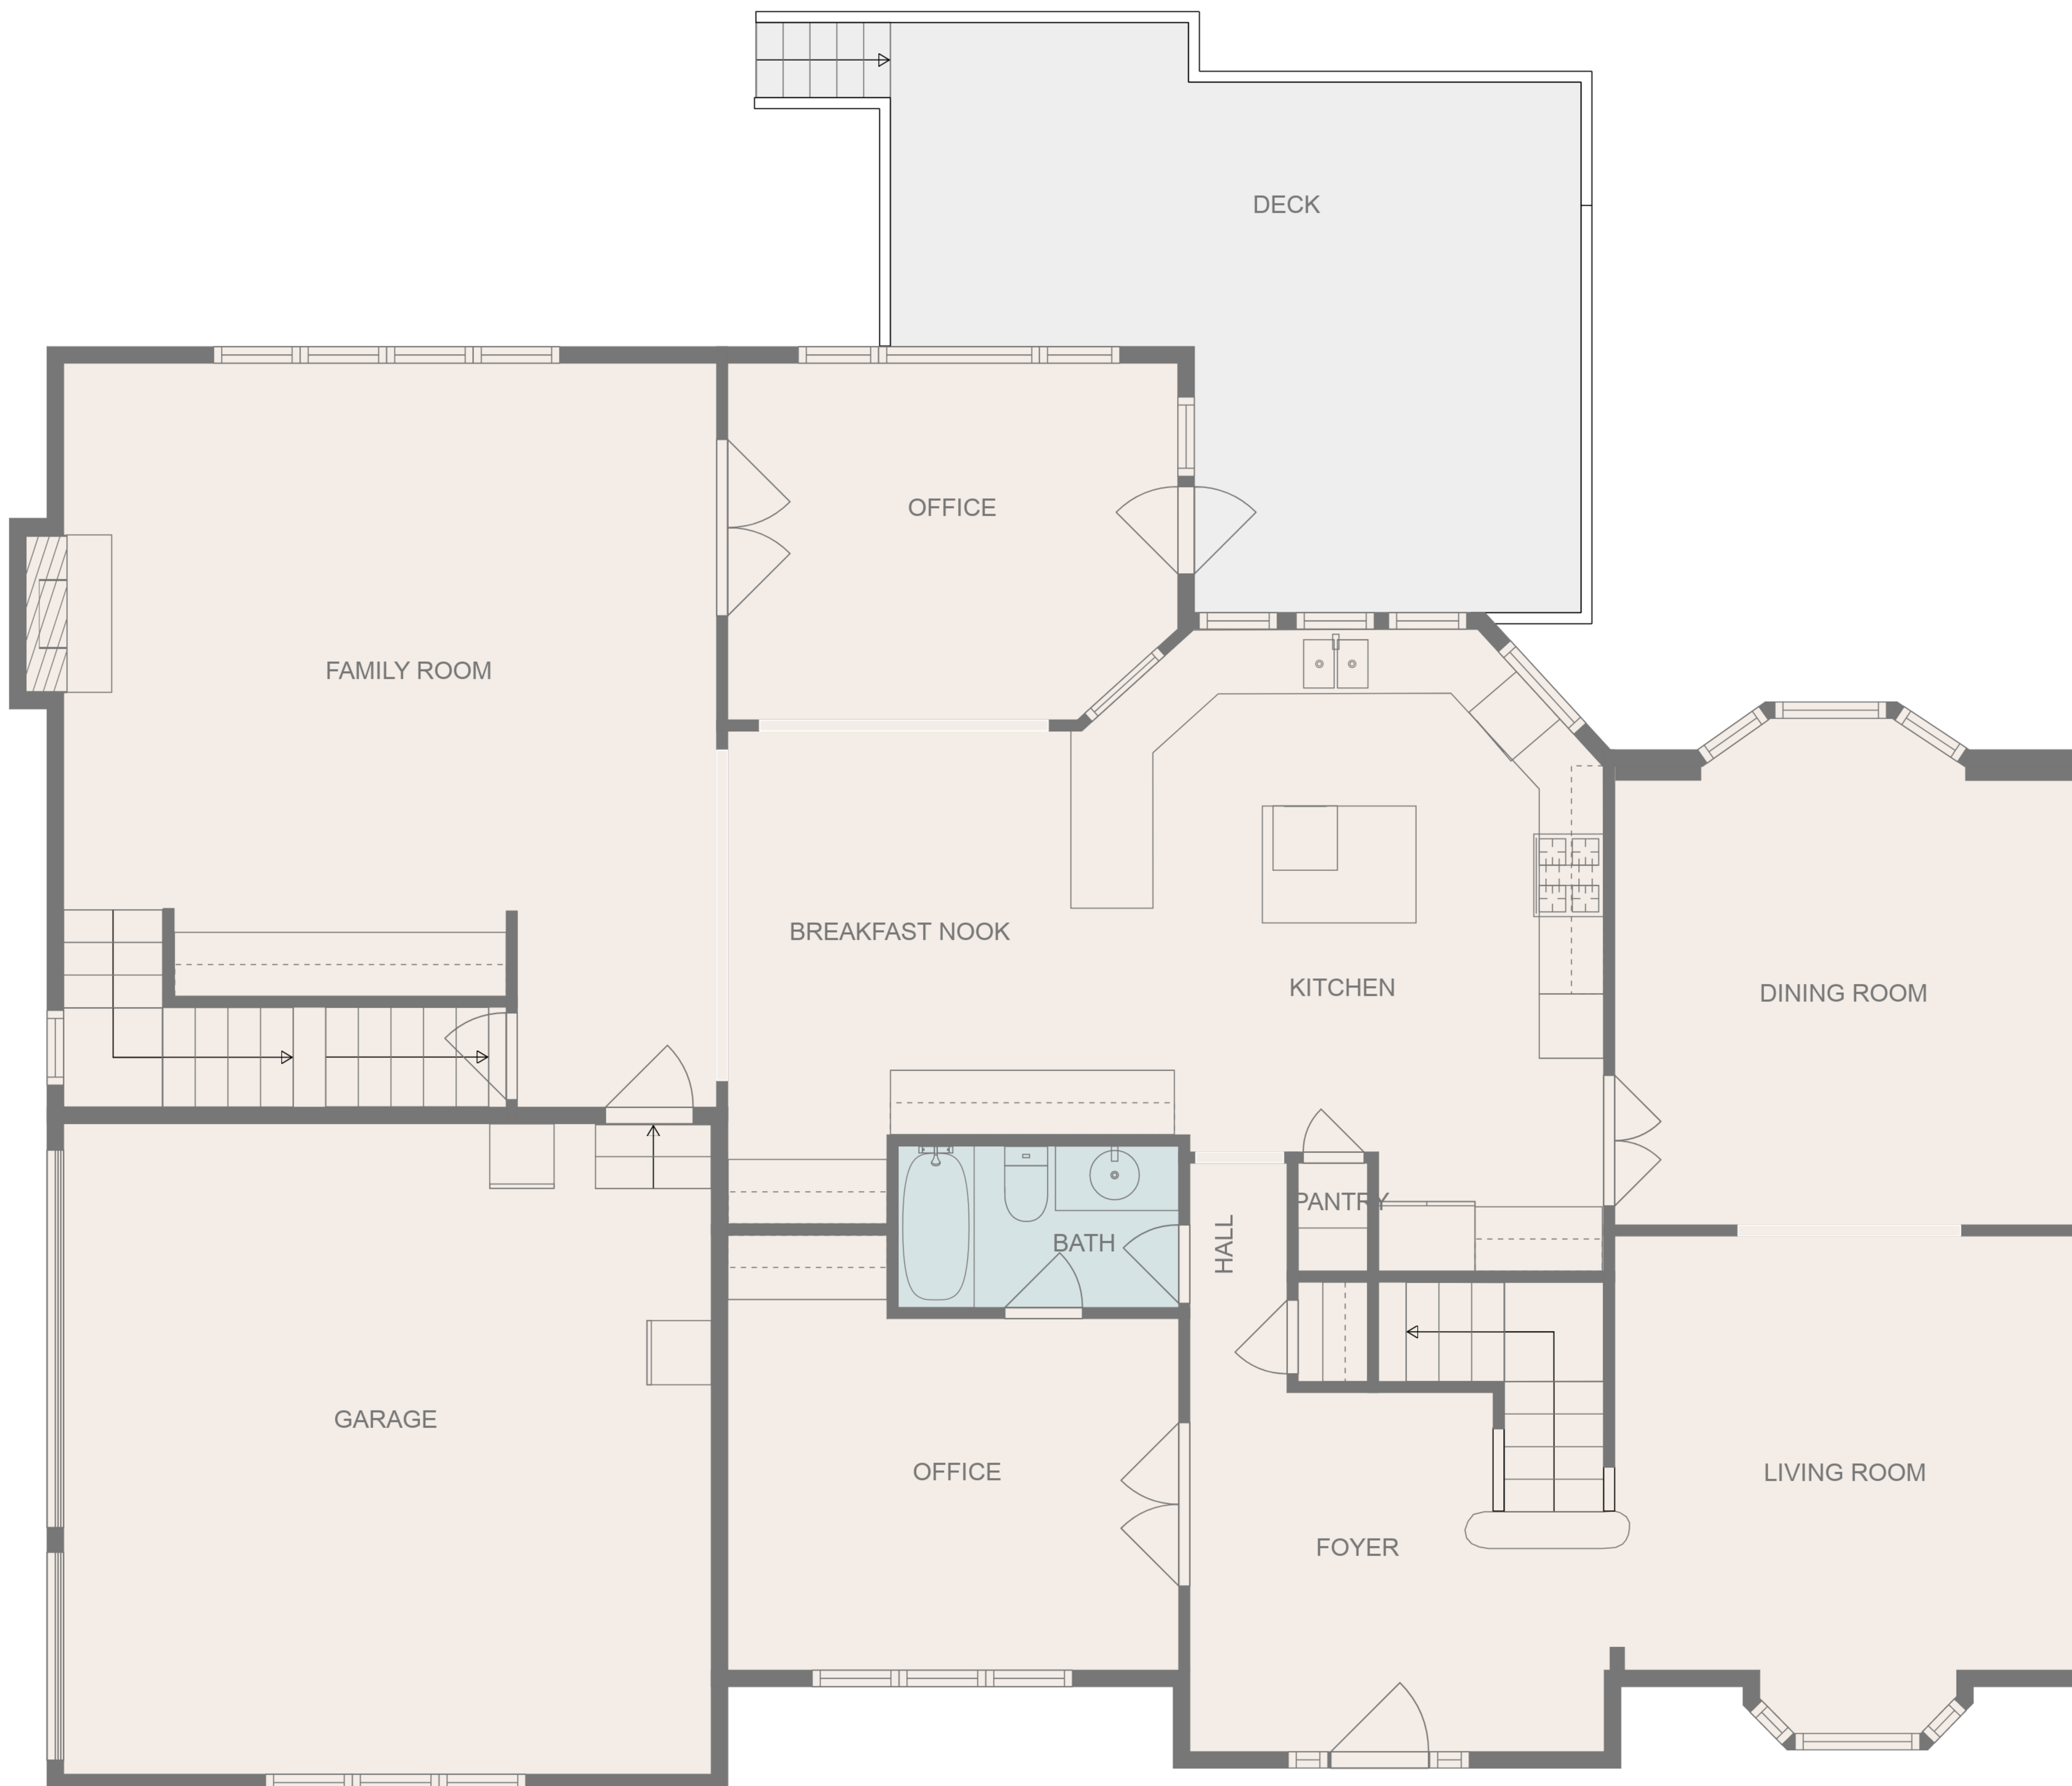 DECK
OFFICE
FAMILY ROOM
BREAKFAST NOOK
KITCHEN
DINING ROOM
PANTRY
HALL
BATH
GARAGE
OFFICE
LIVING ROOM
FOYER